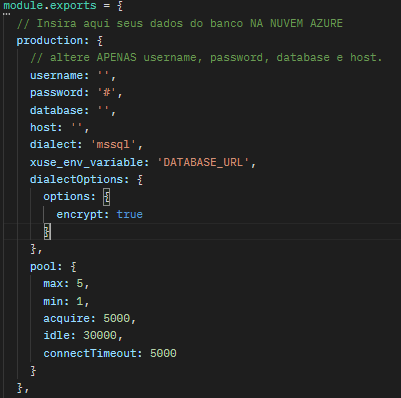 module.exports = {
// Insira aqui seus dados do banco NA NUVEM AZURE
production: {
// altere APENAS username, password, database e host.
username: '',
password: '#',
database: '',
host: '',
dialect: 'mssql',
xuse_env_variable: 'DATABASE_URL',
dialectOptions: {
options: {
encrypt: true
}
},
pool: {
max: 5,
min: 1,
acquire: 5000,
idle: 30000,
connectTimeout: 5000
}
},